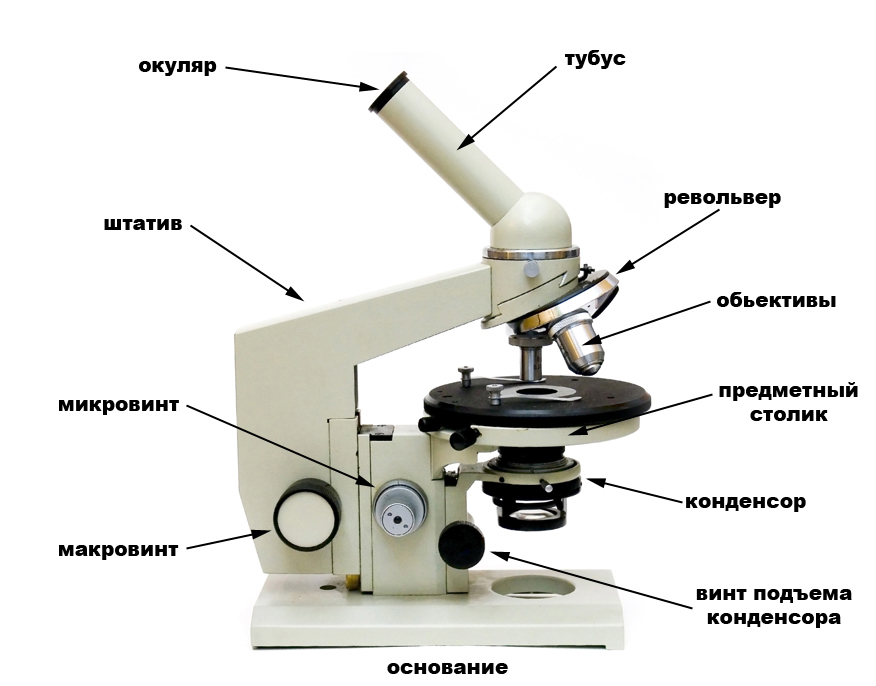 окуляр
тубус
револьвер
штатив
обьективы
предметный
столик
микровинт
конденсор
макровинт
винт подъема
конденсора
основание